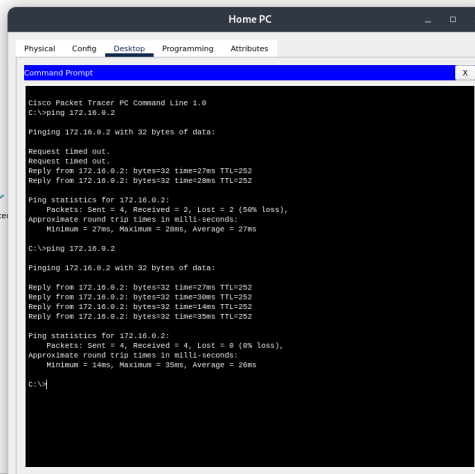 Home PC
Physical Config Desktop Programming Attributes
Command Prompt X
Cisco Packet Tracer PC Command Line 1.0
C:\>ping 172.16.0.2
Pinging 172.16.0.2 with 32 bytes of data:
Request timed out.
Request timed out.
Reply from 172.16.0.2: bytes=32 time=27ms TTL=252
Reply from 172.16.0.2: bytes=32 time=28ms TTL=252
Ping statistics for 172.16.0.2:
Packets: Sent = 4, Received = 2, Lost = 2 (50% loss),
Approximate round trip times in milli-seconds:
Minimum = 27ms, Maximum = 28ms, Average = 27ms
C:\>ping 172.16.0.2
Pinging 172.16.0.2 with 32 bytes of data:
Reply from 172.16.0.2: bytes=32 time=27ms TTL=252
Reply from 172.16.0.2: bytes=32 time=30ms TTL=252
Reply from 172.16.0.2: bytes=32 time=14ms TTL=252
Reply from 172.16.0.2: bytes=32 time=35ms TTL=252
Ping statistics for 172.16.0.2:
Packets: Sent = 4, Received = 4, Lost = 0 (0% loss),
Approximate round trip times in milli-seconds:
Minimum = 14ms, Maximum = 35ms, Average = 26ms
C:\>